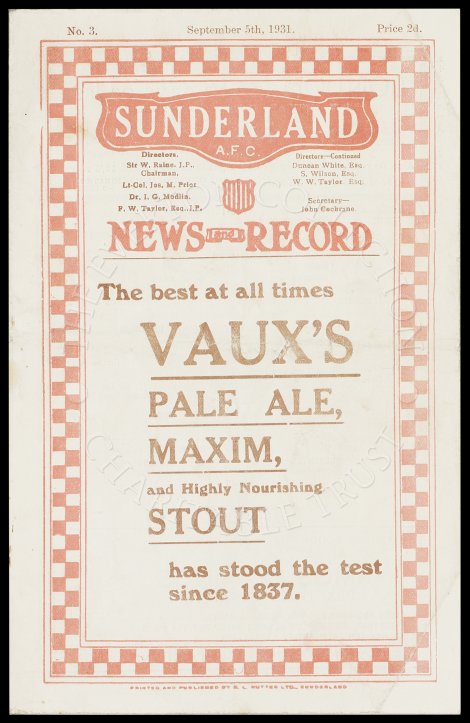 No. 3. September 5th, 1931. Price 2d.
SUNDERLAND
A.F.C.
Directors.
Sir W. Raine, J.P.,
Chairman.
Lt-Col. Jos. M. Prior
Dr. I. G. Modlin.
F. W. Taylor, Esq., J.P.
Directors—Continued
Duncan White, Esq.
S. Wilson, Esq.
W. W. Taylor Esq.
Secretary—
John Cochrane.
NEWS and RECORD
The best at all times
VAUX'S
PALE ALE,
MAXIM,
and Highly Nourishing
STOUT
has stood the test
since 1837.
PRINTED AND PUBLISHED BY LTD., SUNDERLAND
CHARITABLE TRUST